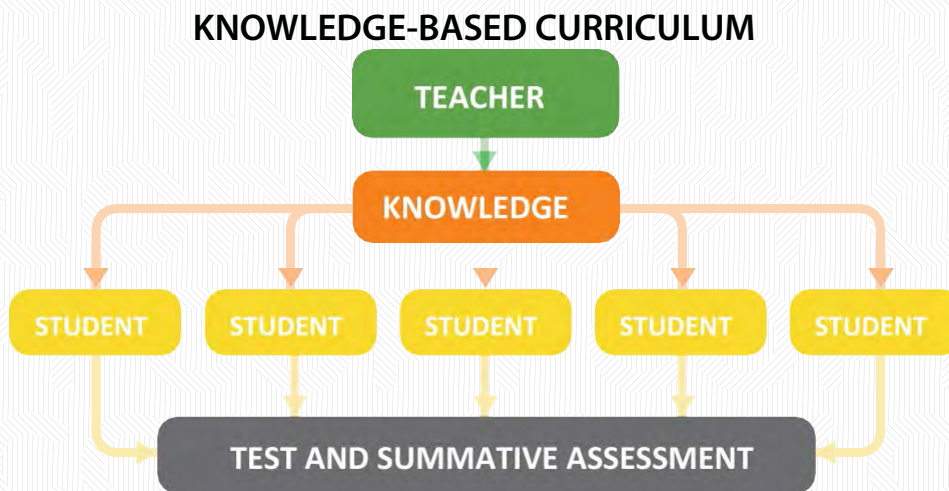 KNOWLEDGE-BASED CURRICULUM
TEACHER
KNOWLEDGE
STUDENT
STUDENT
STUDENT
STUDENT
STUDENT
TEST AND SUMMATIVE ASSESSMENT